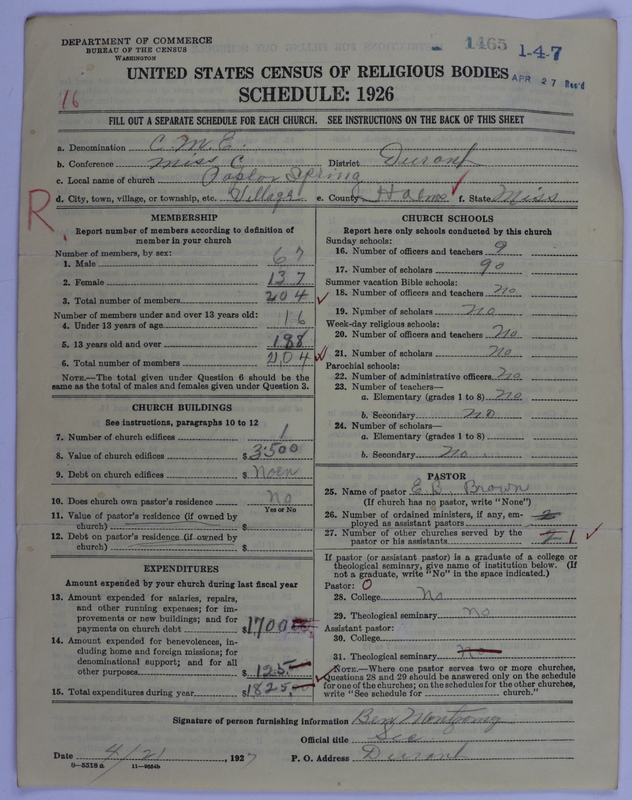 DEPARTMENT OF COMMERCE
BUREAU OF THE CENSUS
WASHINGTON
1465
1-4-7
APR 27 Rec'd
UNITED STATES CENSUS OF RELIGIOUS BODIES
SCHEDULE: 1926
16
FILL OUT A SEPARATE SCHEDULE FOR EACH CHURCH. SEE INSTRUCTIONS ON THE BACK OF THIS SHEET
a. Denomination C. M. E.
b. Conference Miss C District Durant
c. Local name of church Poplor Spring
d. City, town, village, or township, etc. Village e. County Holms f. State Miss
R.
MEMBERSHIP
Report number of members according to definition of
member in your church
Number of members, by sex:
1. Male 67
2. Female 137
3. Total number of members 204
Number of members under and over 13 years old:
4. Under 13 years of age 16
5. 13 years old and over 188
6. Total number of members 204
NOTE.—The total given under Question 6 should be the
same as the total of males and females given under Question 3.
CHURCH BUILDINGS
See instructions, paragraphs 10 to 12
7. Number of church edifices 1
8. Value of church edifices $ 3500
9. Debt on church edifices $ Noen
10. Does church own pastor's residence No
Yes or No
11. Value of pastor's residence (if owned by
church) $
12. Debt on pastor's residence (if owned by
church) $
EXPENDITURES
Amount expended by your church during last fiscal year
13. Amount expended for salaries, repairs,
and other running expenses; for im-
provements or new buildings; and for
payments on church debt $1700
14. Amount expended for benevolences, in-
cluding home and foreign missions; for
denominational support; and for all
other purposes $ 125.
15. Total expenditures during year $1825.
CHURCH SCHOOLS
Report here only schools conducted by this church
Sunday schools:
16. Number of officers and teachers 9
17. Number of scholars 90
Summer vacation Bible schools:
18. Number of officers and teachers no
19. Number of scholars no
Week-day religious schools:
20. Number of officers and teachers No
21. Number of scholars No
Parochial schools:
22. Number of administrative officers No
23. Number of teachers—
a. Elementary (grades 1 to 8) No
b. Secondary no
24. Number of scholars—
a. Elementary (grades 1 to 8)
b. Secondary No
PASTOR
25. Name of pastor E B. Brown
(If church has no pastor, write "None")
26. Number of ordained ministers, if any, em-
ployed as assistant pastors
27. Number of other churches served by the
pastor or his assistants 1
If pastor (or assistant pastor) is a graduate of a college or
theological seminary, give name of institution below. (If
not a graduate, write "No" in the space indicated.)
Pastor: 0
28. College No
29. Theological seminary no
Assistant pastor:
30. College
31. Theological seminary no
NOTE.—Where one pastor serves two or more churches,
Questions 28 and 29 should be answered only on the schedule
for one of the churches; on the schedules for the other churches,
write "See schedule for church."
Signature of person furnishing information Ben Montgomy
Official title Sec
Date 4/21, 1927 P. O. Address Durant
8-5318a 11-9664b